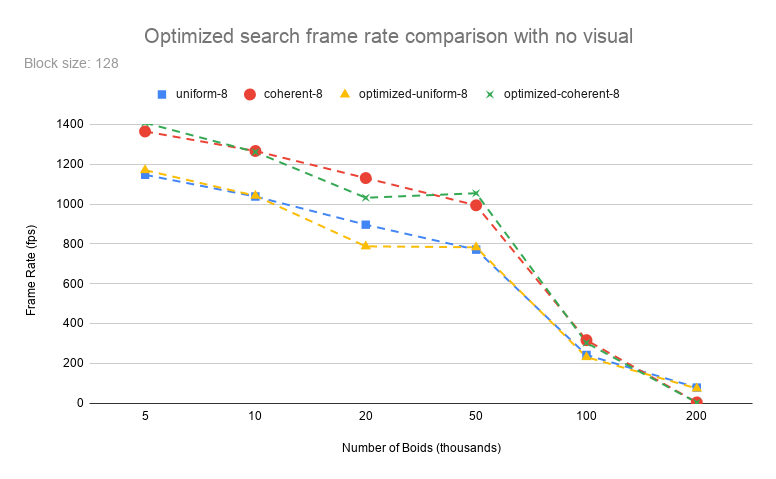 Optimized search frame rate comparison with no visual
Block size: 128
uniform-8 coherent-8 optimized-uniform-8 optimized-coherent-8
1400
1200
1000
800
600
400
200
0
Frame Rate (fps)
5 10 20 50 100 200
Number of Boids (thousands)